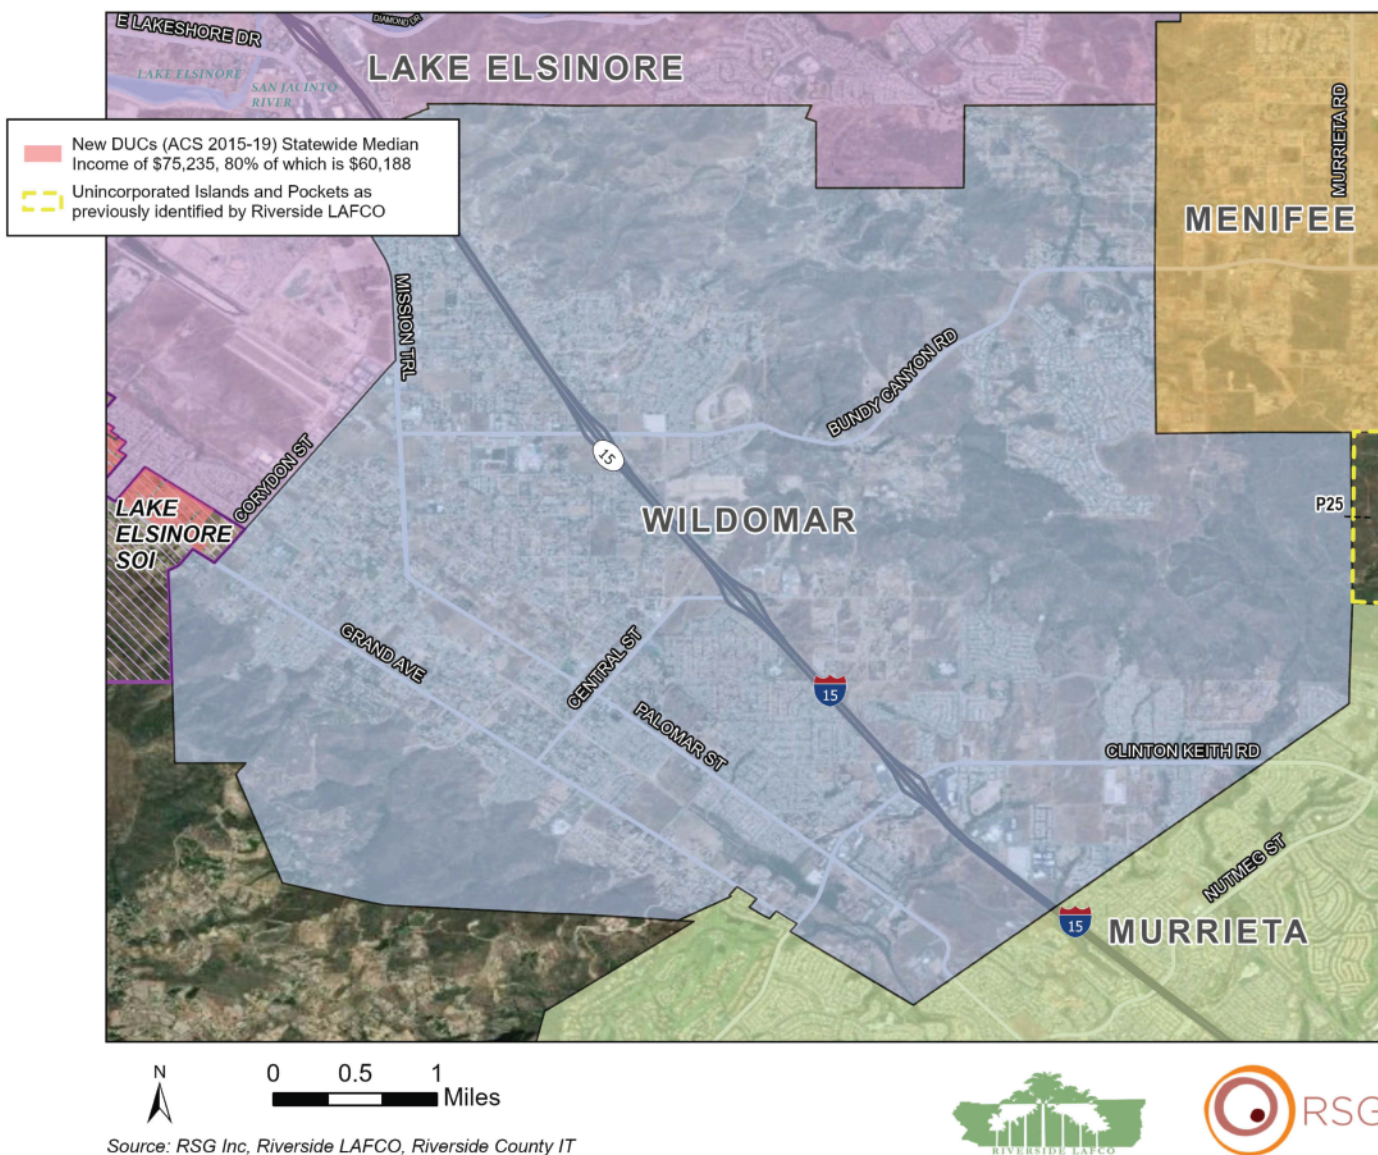 E LAKESHORE DR
DIAMOND DR
LAKE ELSINORE
LAKE ELSINORE
SAN JACINTO
RIVER
MURRIETA RD
New DUCs (ACS 2015-19) Statewide Median
Income of $75,235, 80% of which is $60,188
Unincorporated Islands and Pockets as
previously identified by Riverside LAFCO
MENIFEE
MISSION TRL
BUNDY CANYON RD
CORYDON ST
15
LAKE
ELSINORE
SOI
WILDOMAR
P25
GRAND AVE
CENTRAL ST
15
PALOMAR ST
CLINTON KEITH RD
NUTMEG ST
15
MURRIETA
N
0 0.5 1
Miles
RIVERSIDE LAFCO
RSG
Source: RSG Inc, Riverside LAFCO, Riverside County IT